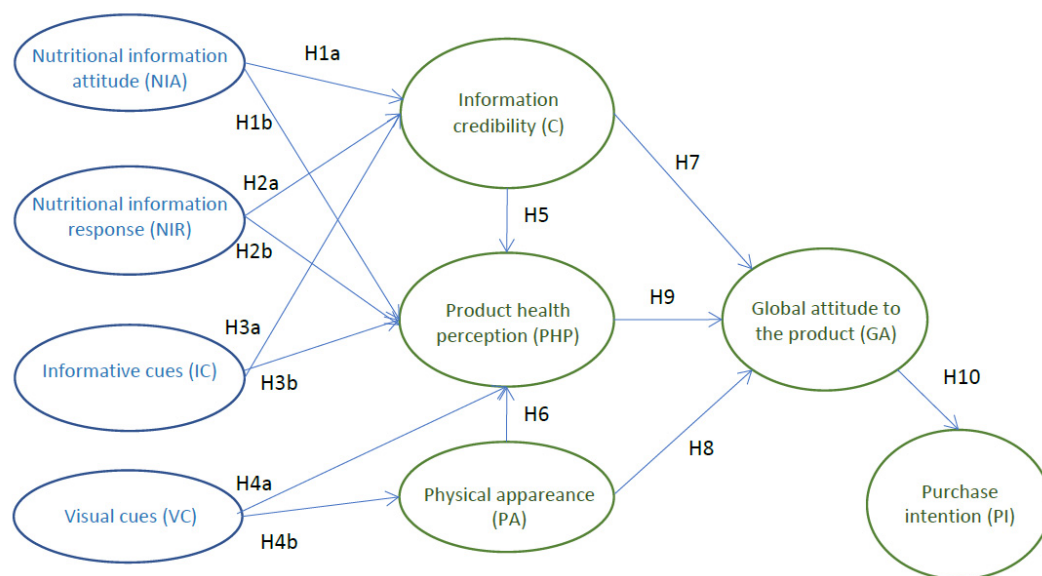 Nutritional information
attitude (NIA)
H1a
H1b
Information
credibility (C)
H7
Nutritional information
response (NIR)
H2a
H2b
H5
Product health
perception (PHP)
H9
Global attitude to
the product (GA)
Informative cues (IC)
H3a
H3b
H10
H6
Visual cues (VC)
H4a
H4b
Physical appareance
(PA)
H8
Purchase
intention (PI)